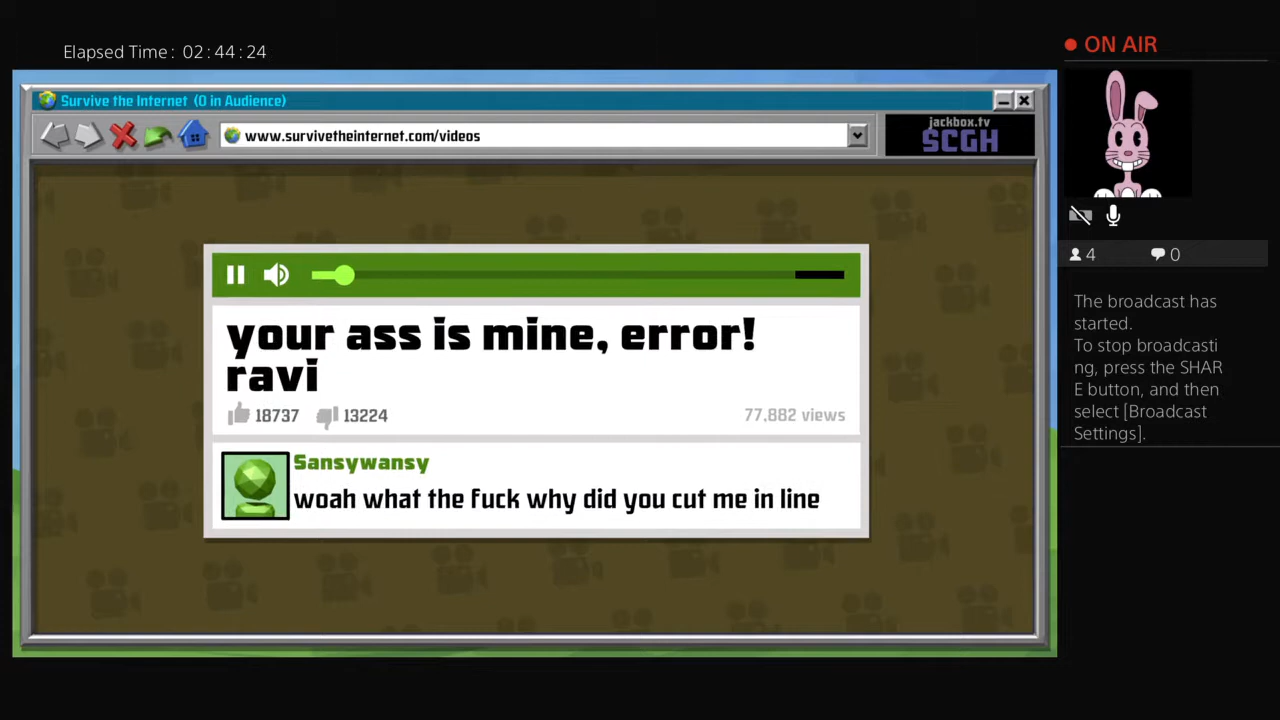 Elapsed Time: 02:44:24
ON AIR
Survive the Internet (0 in Audience)
www.survivetheinternet.com/videos
jackbox.tv
SCGH
your ass is mine, error!
ravi
18737 13224 77,882 views
Sansywansy
woah what the fuck why did you cut me in line
4 0
The broadcast has
started.
To stop broadcasti
ng, press the SHAR
E button, and then
select [Broadcast
Settings].